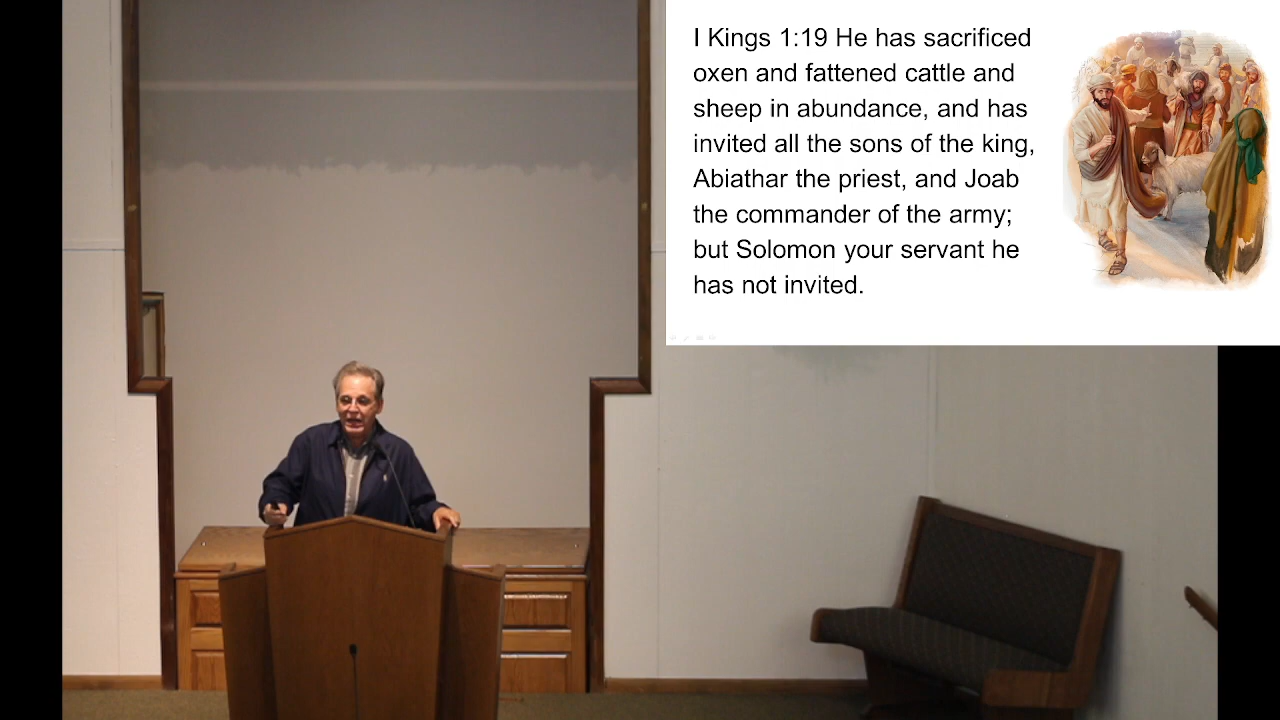 I Kings 1:19 He has sacrificed
oxen and fattened cattle and
sheep in abundance, and has
invited all the sons of the king,
Abiathar the priest, and Joab
the commander of the army;
but Solomon your servant he
has not invited.